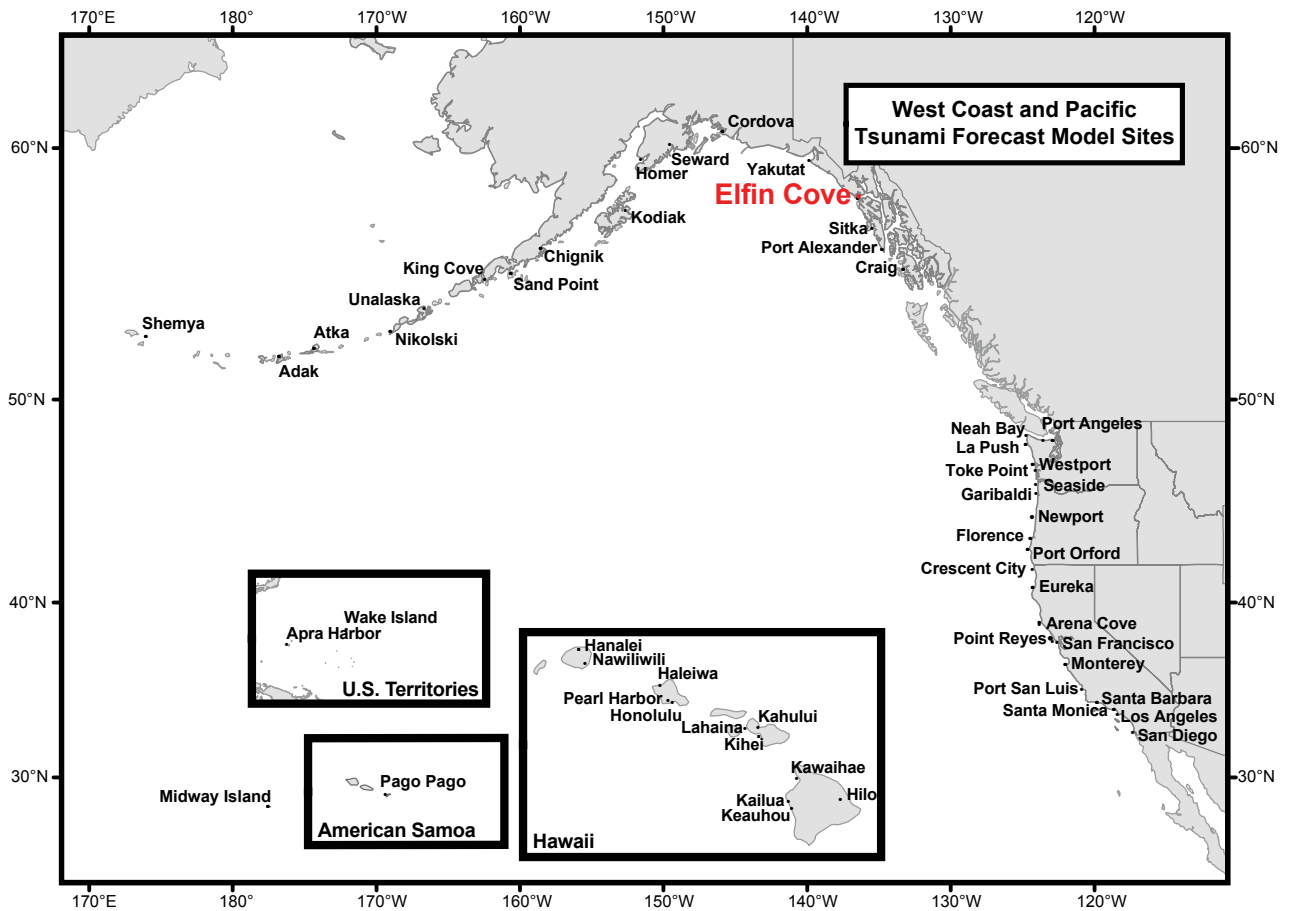 170°E 180° 170°W 160°W 150°W 140°W 130°W 120°W
West Coast and Pacific
Tsunami Forecast Model Sites
Cordova
60°N 60°N
Seward
Yakutat
Homer
Elfin Cove
Kodiak
Sitka
Port Alexander
Chignik
King Cove
Craig
Sand Point
Unalaska
Shemya
Atka
Nikolski
Adak
50°N 50°N
Port Angeles
Neah Bay
La Push
Westport
Toke Point
Seaside
Garibaldi
Newport
Florence
Port Orford
Crescent City
Eureka
40°N 40°N
Wake Island
Arena Cove
Apra Harbor
Point Reyes
San Francisco
Hanalei
Nawiliwili
Monterey
Haleiwa
U.S. Territories
Port San Luis
Pearl Harbor
Santa Barbara
Honolulu
Santa Monica
Kahului
Los Angeles
Lahaina
San Diego
Kihei
Kawaihae
30°N 30°N
Pago Pago
Midway Island
Hilo
Kailua
Keauhou
American Samoa
Hawaii
170°E 180° 170°W 160°W 150°W 140°W 130°W 120°W